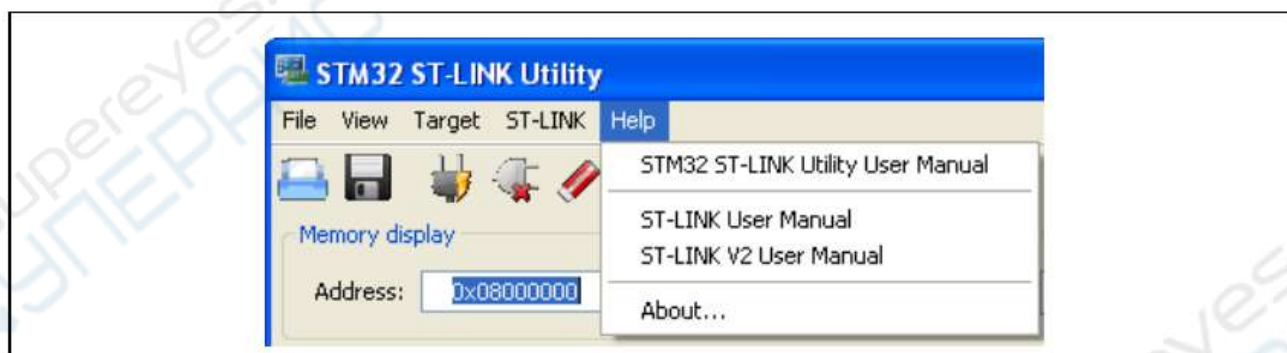 STM32 ST-LINK Utility
File View Target ST-LINK Help
STM32 ST-LINK Utility User Manual
ST-LINK User Manual
ST-LINK V2 User Manual
About...
Memory display
Address: 0x08000000